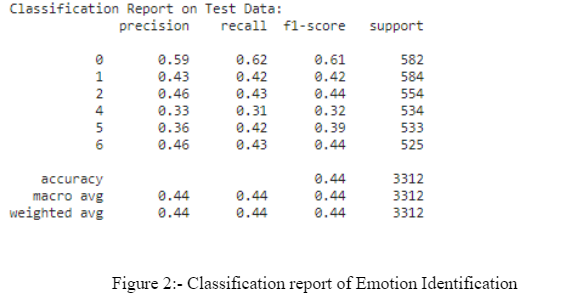 Classification Report on Test Data:
precision recall f1-score support
0 0.59 0.62 0.61 582
1 0.43 0.42 0.42 584
2 0.46 0.43 0.44 554
4 0.33 0.31 0.32 534
5 0.36 0.42 0.39 533
6 0.46 0.43 0.44 525
accuracy 0.44 3312
macro avg 0.44 0.44 0.44 3312
weighted avg 0.44 0.44 0.44 3312
Figure 2:- Classification report of Emotion Identification